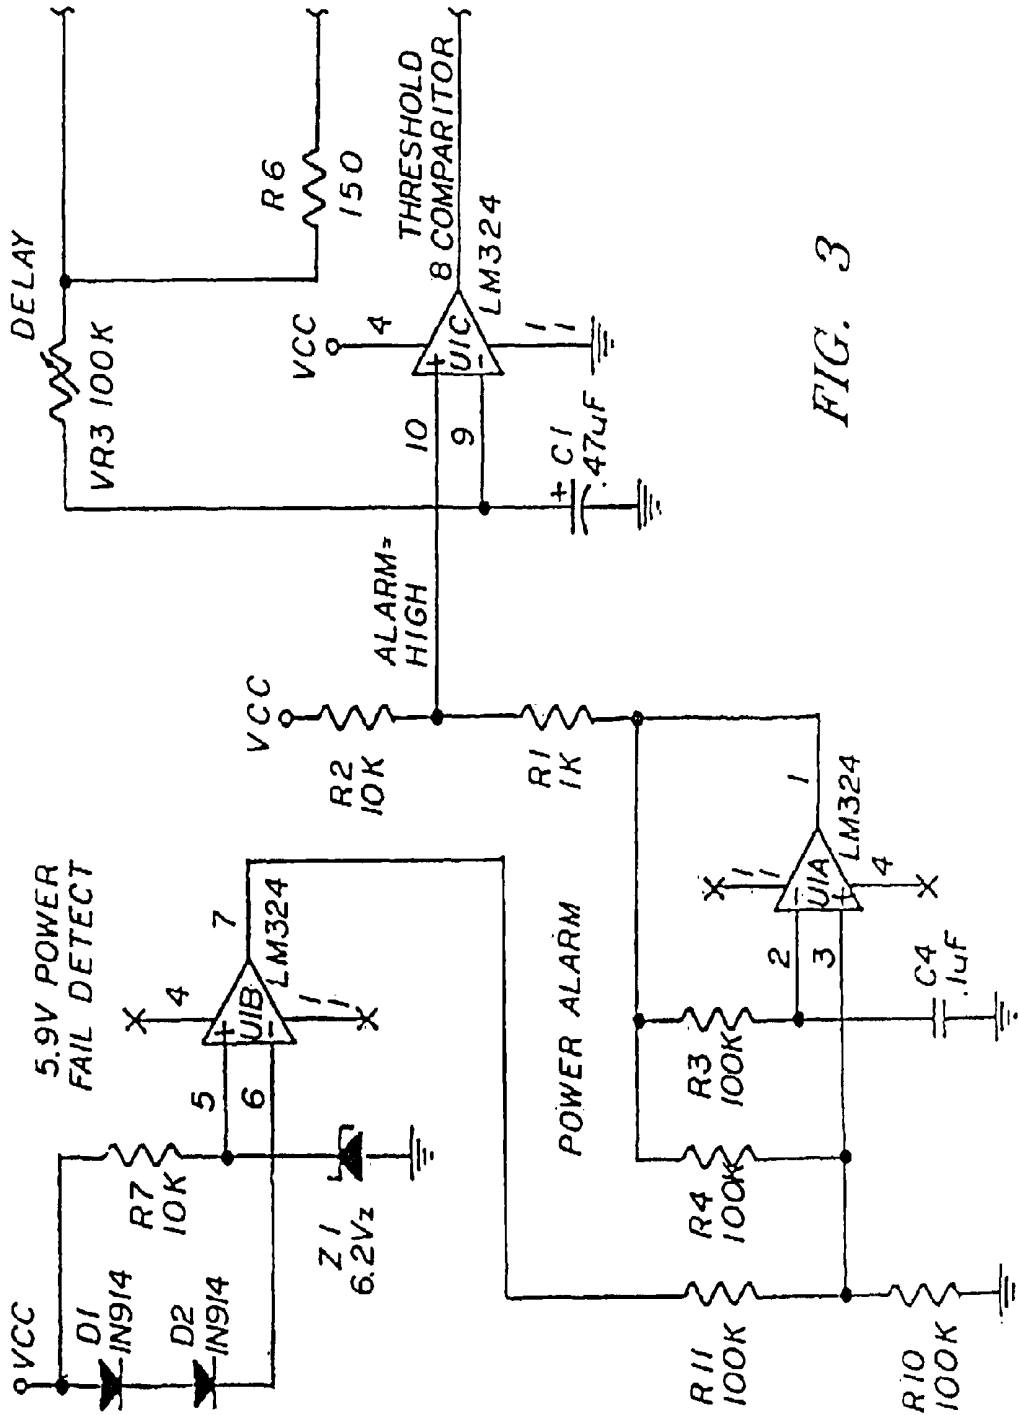 DELAY
VR3 100K
R6
150
THRESHOLD
COMPARITOR
8
LM324
VCC
4
U1C
+
-
10
9
11
+
C1
.47uF
ALARM=
HIGH
VCC
R2
10K
R1
1K
5.9V POWER
FAIL DETECT
VCC
D1
IN914
D2
IN914
R7
10K
Z1
6.2Vz
5
6
4
U1B
+
-
11
7
LM324
POWER ALARM
R3
100K
R4
100K
R11
100K
R10
100K
2
3
11
U1A
-
+
4
1
LM324
C4
.1uF
FIG. 3